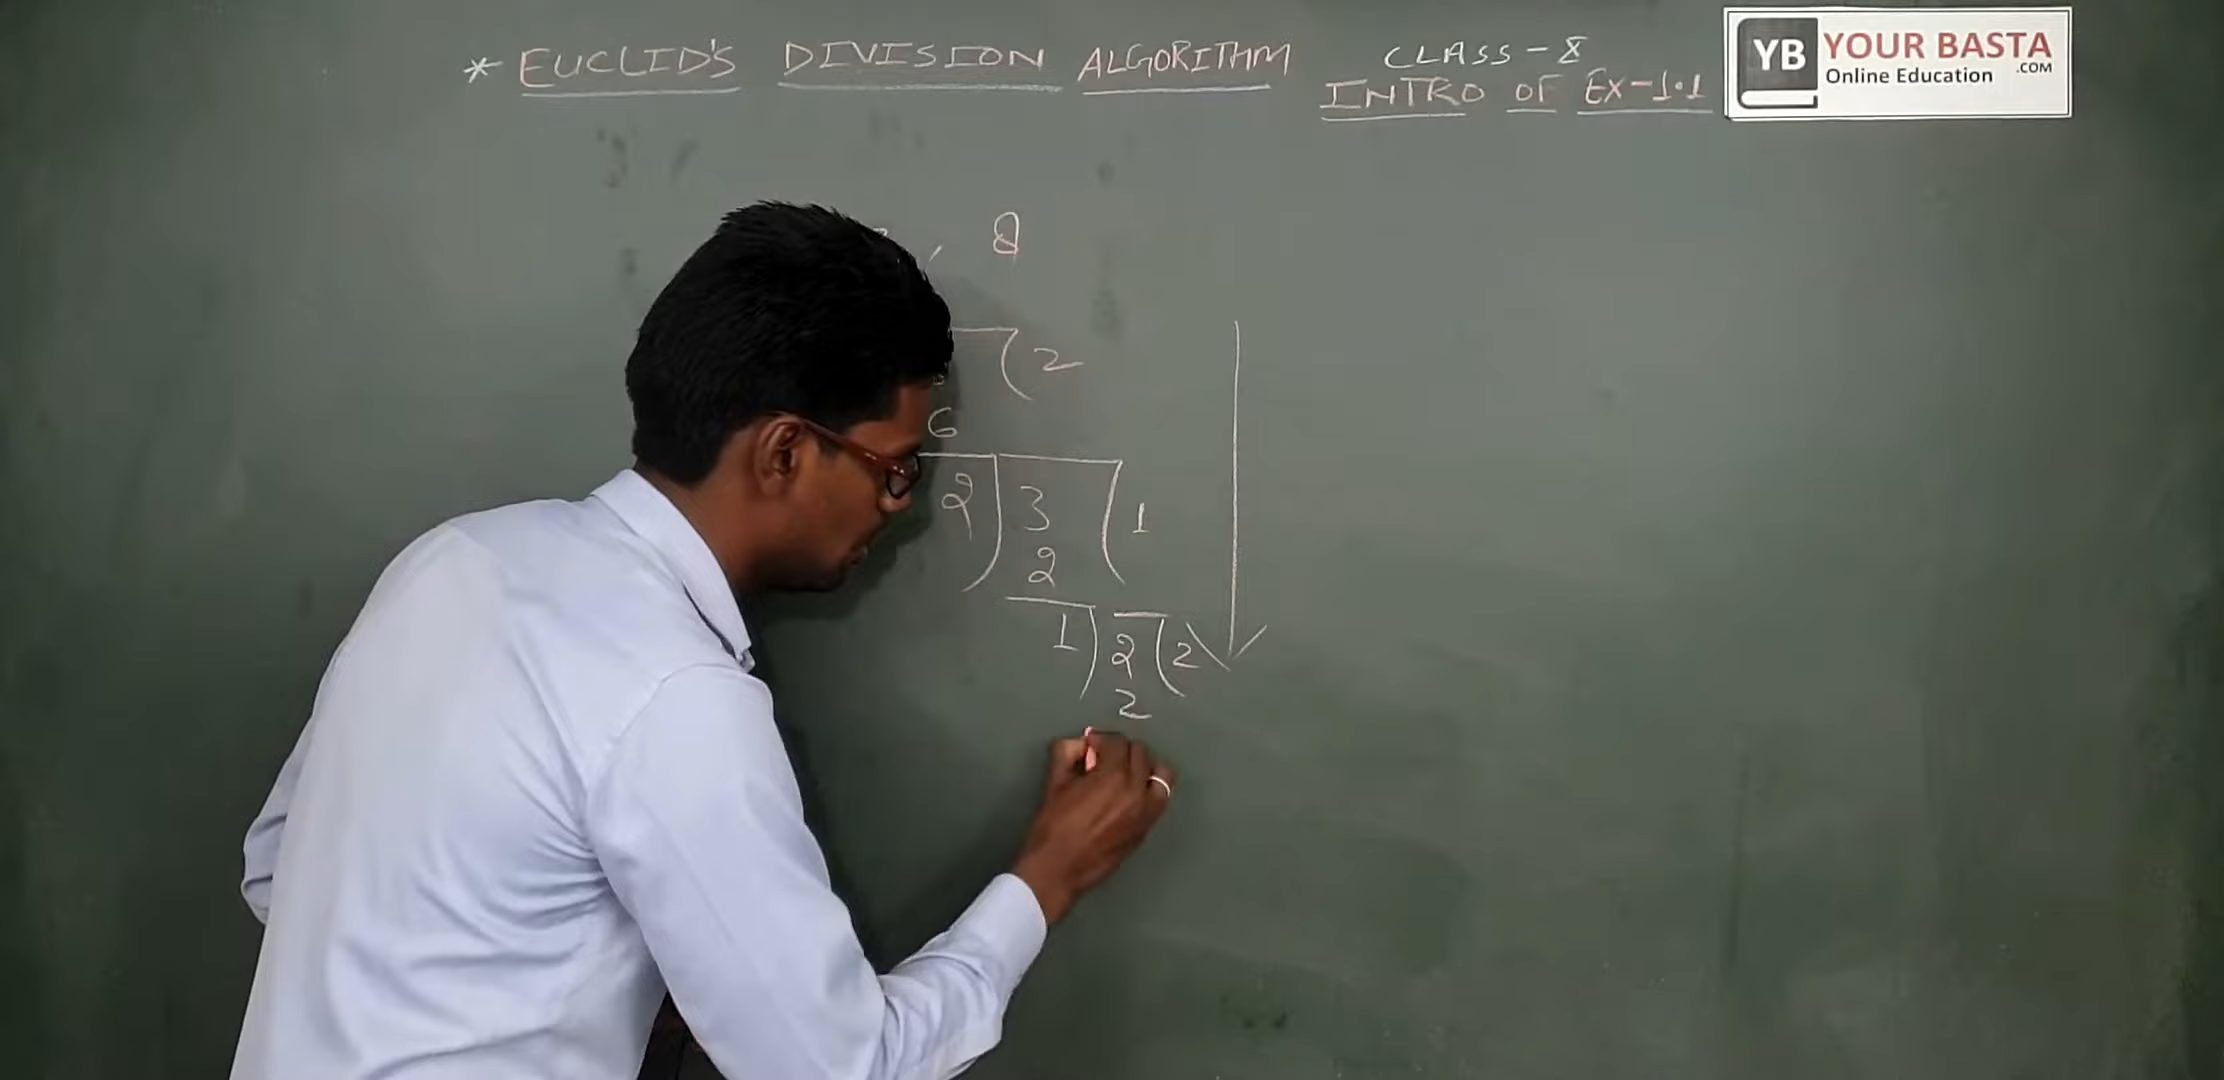 * EUCLID'S DIVISION ALGORITHM CLASS - X
INTRO OF EX-1.1
YB YOUR BASTA
Online Education .COM
, 8
2
6
2 3 1
2
1 2 2
2